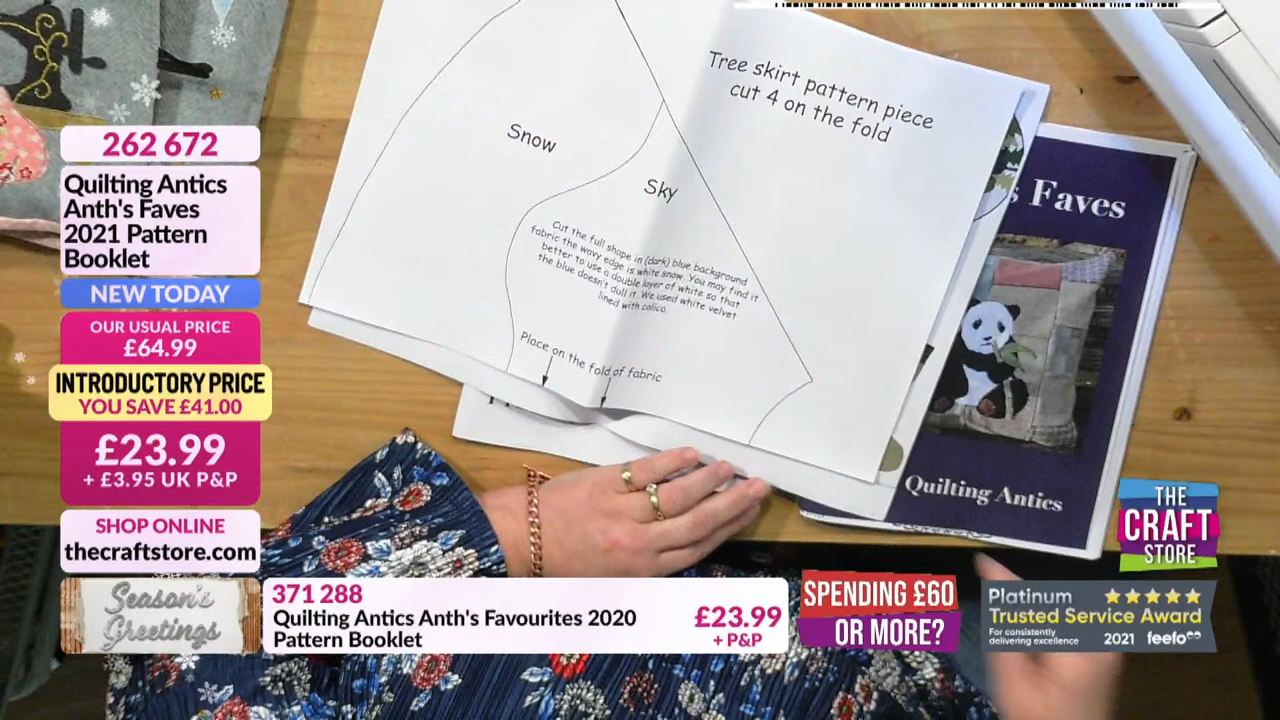 262 672
Quilting Antics
Anth's Faves
2021 Pattern
Booklet
NEW TODAY
OUR USUAL PRICE
£64.99
INTRODUCTORY PRICE
YOU SAVE £41.00
£23.99
+ £3.95 UK P&P
SHOP ONLINE
thecraftstore.com
Tree skirt pattern piece
cut 4 on the fold
Snow
Sky
Cut the full shape in (dark) blue background
fabric the wavy edge is white snow. You may find it
better to use a double layer of white so that
the blue doesn't dull it. We used white velvet
lined with calico.
Place on the fold of fabric
Faves
Quilting Antics
THE
CRAFT
STORE
Season's
Greetings
371 288
Quilting Antics Anth's Favourites 2020
Pattern Booklet
£23.99
+ P&P
SPENDING £60
OR MORE?
Platinum
Trusted Service Award
For consistently
delivering excellence
2021 feefo